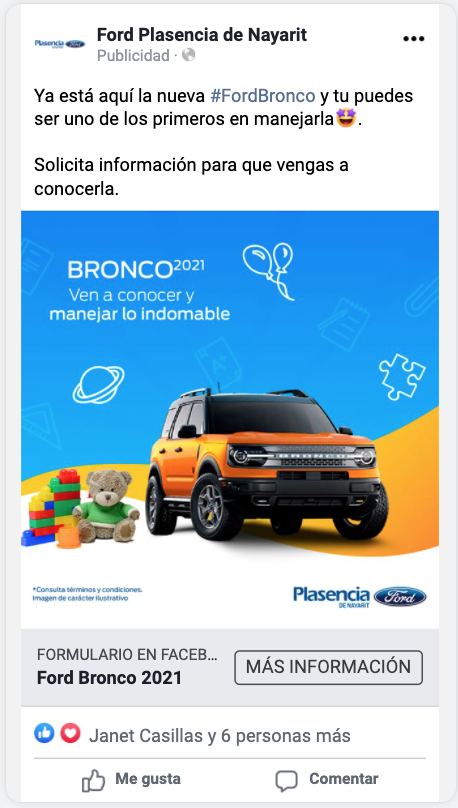 Plasencia Ford
Ford Plasencia de Nayarit
Publicidad ·
Ya está aquí la nueva #FordBronco y tu puedes
ser uno de los primeros en manejarla🤩.
Solicita información para que vengas a
conocerla.
BRONCO²⁰²¹
Ven a conocer y
manejar lo indomable
*Consulta términos y condiciones.
Imagen de carácter ilustrativo
Plasencia Ford
DE NAYARIT
FORMULARIO EN FACEB...
Ford Bronco 2021
MÁS INFORMACIÓN
Janet Casillas y 6 personas más
Me gusta Comentar